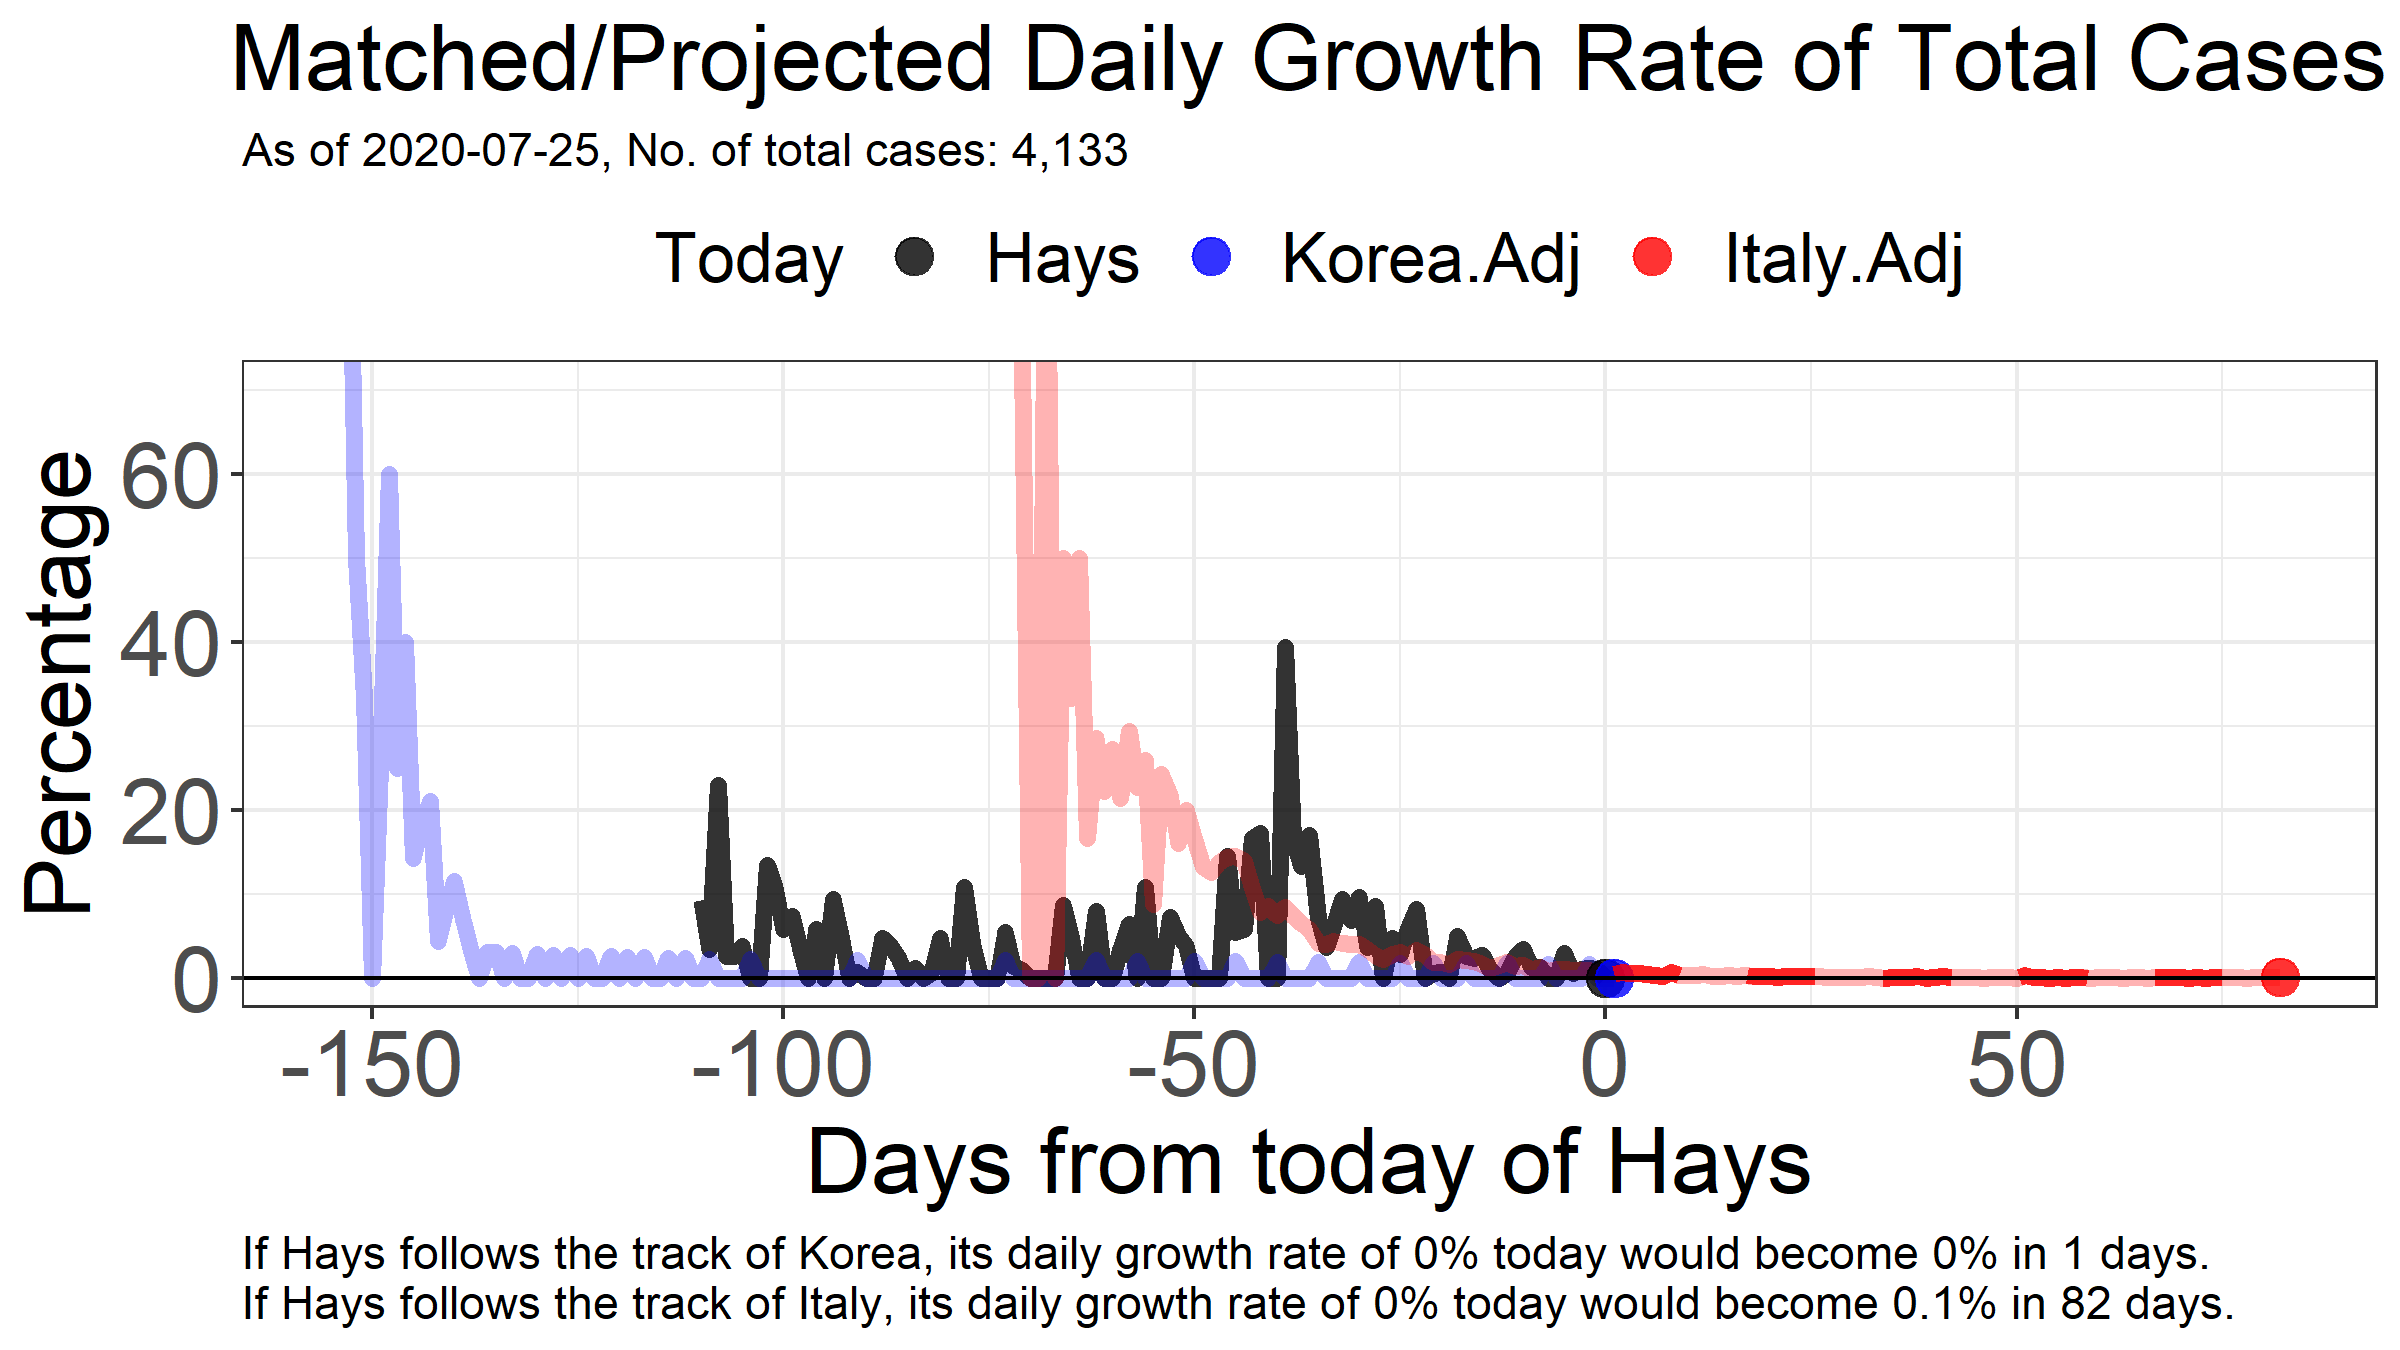 Matched/Projected Daily Growth Rate of Total Cases
As of 2020-07-25, No. of total cases: 4,133
Today Hays Korea.Adj Italy.Adj
Percentage
60
40
20
0
-150 -100 -50 0 50
Days from today of Hays
If Hays follows the track of Korea, its daily growth rate of 0% today would become 0% in 1 days.
If Hays follows the track of Italy, its daily growth rate of 0% today would become 0.1% in 82 days.